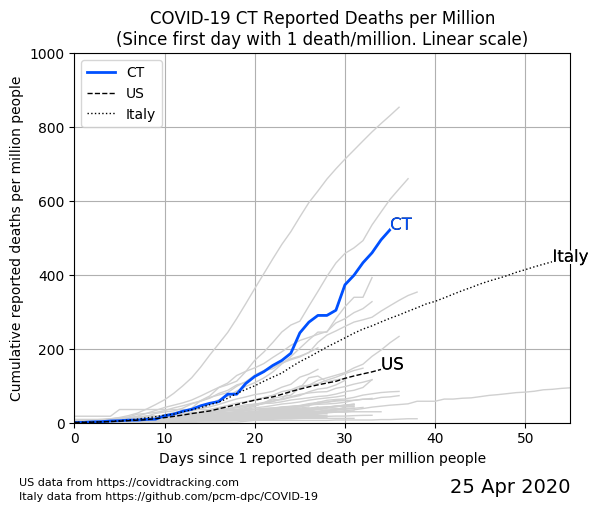 COVID-19 CT Reported Deaths per Million
(Since first day with 1 death/million. Linear scale)
1000
800
600
400
200
0
Cumulative reported deaths per million people
CT
US
Italy
CT
Italy
US
0 10 20 30 40 50
Days since 1 reported death per million people
US data from https://covidtracking.com
Italy data from https://github.com/pcm-dpc/COVID-19
25 Apr 2020